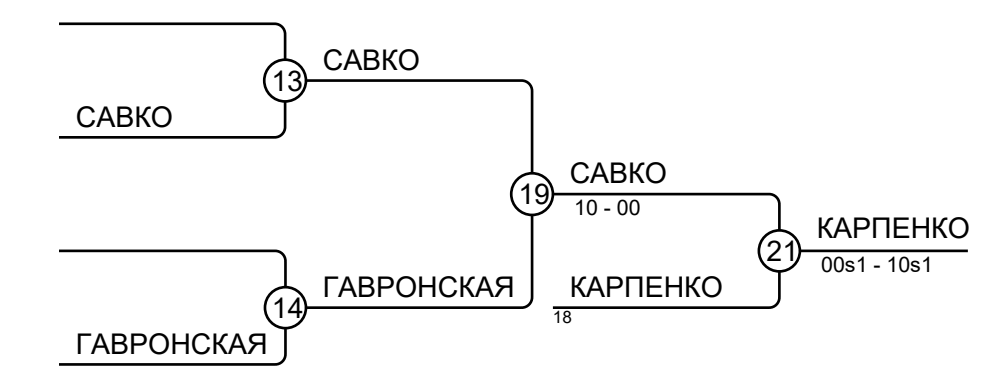 САВКО
13
САВКО
САВКО
19
10 - 00
КАРПЕНКО
21
00s1 - 10s1
ГАВРОНСКАЯ
КАРПЕНКО
14
18
ГАВРОНСКАЯ